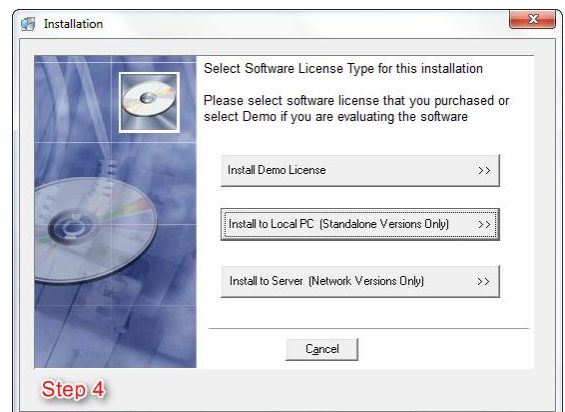 Installation
Select Software License Type for this installation
Please select software license that you purchased or
select Demo if you are evaluating the software
Install Demo License >>
Install to Local PC (Standalone Versions Only) >>
Install to Server (Network Versions Only) >>
Cancel
Step 4